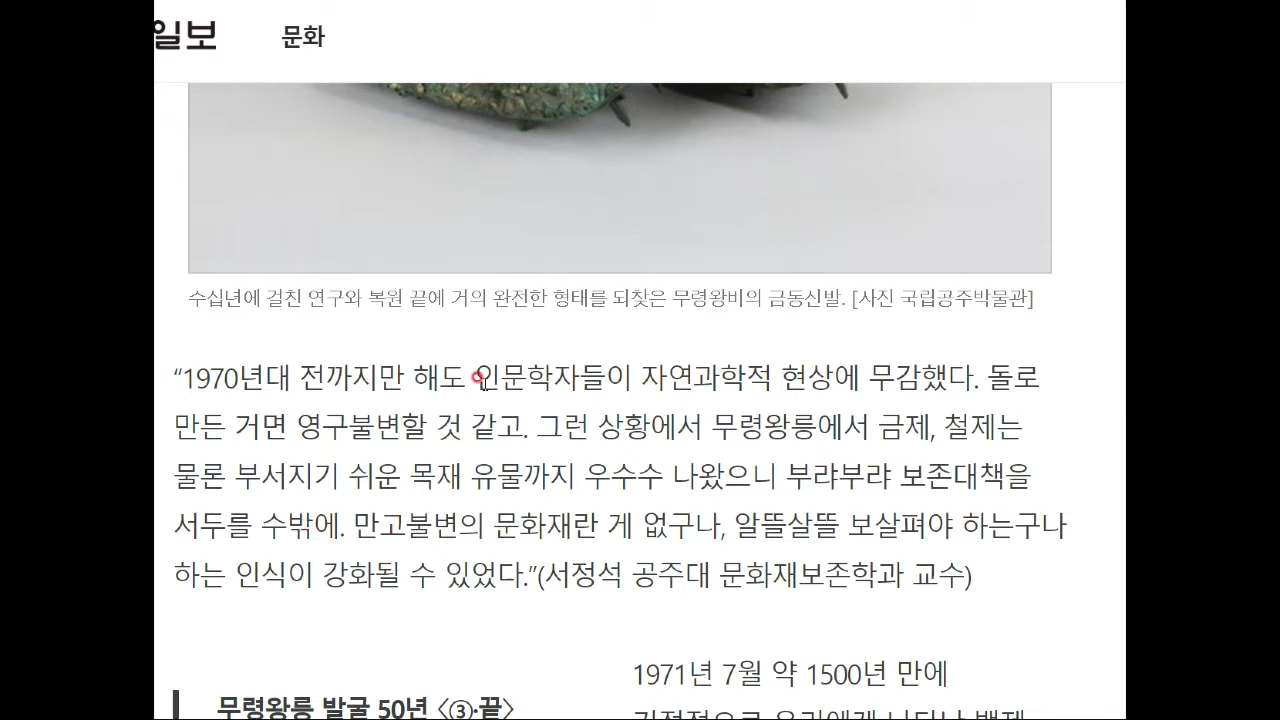 일보
문화
수십년에 걸친 연구와 복원 끝에 거의 완전한 형태를 되찾은 무령왕비의 금동신발. [사진 국립공주박물관]
“1970년대 전까지만 해도 인문학자들이 자연과학적 현상에 무감했다. 돌로
만든 거면 영구불변할 것 같고. 그런 상황에서 무령왕릉에서 금제, 철제는
물론 부서지기 쉬운 목재 유물까지 우수수 나왔으니 부랴부랴 보존대책을
서두를 수밖에. 만고불변의 문화재란 게 없구나, 알뜰살뜰 보살펴야 하는구나
하는 인식이 강화될 수 있었다.”(서정석 공주대 문화재보존학과 교수)
1971년 7월 약 1500년 만에
무령왕릉 발굴 50년 〈③·끝〉